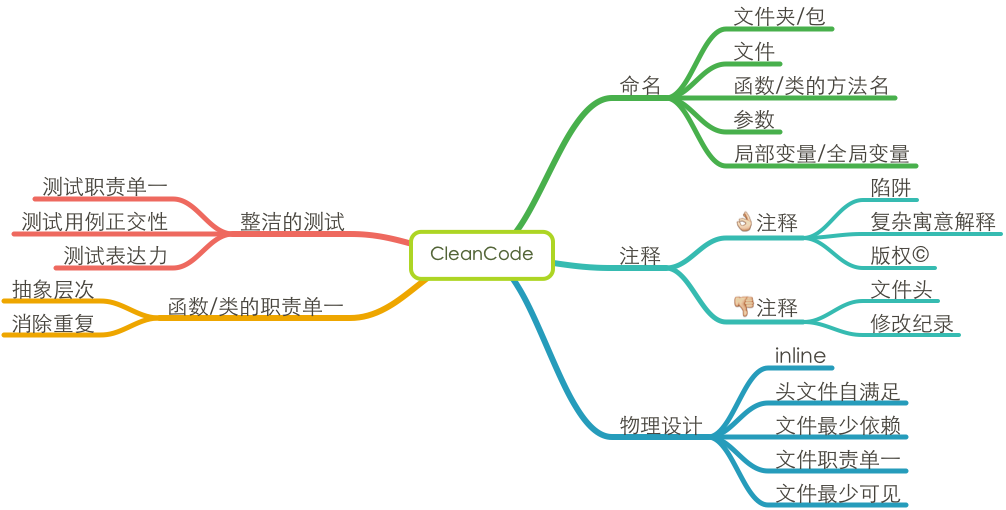 CleanCode
命名
文件夹/包
文件
函数/类的方法名
参数
局部变量/全局变量
👌注释
注释
陷阱
复杂寓意解释
版权©
👎注释
文件头
修改纪录
物理设计
inline
头文件自满足
文件最少依赖
文件职责单一
文件最少可见
整洁的测试
测试职责单一
测试用例正交性
测试表达力
函数/类的职责单一
抽象层次
消除重复